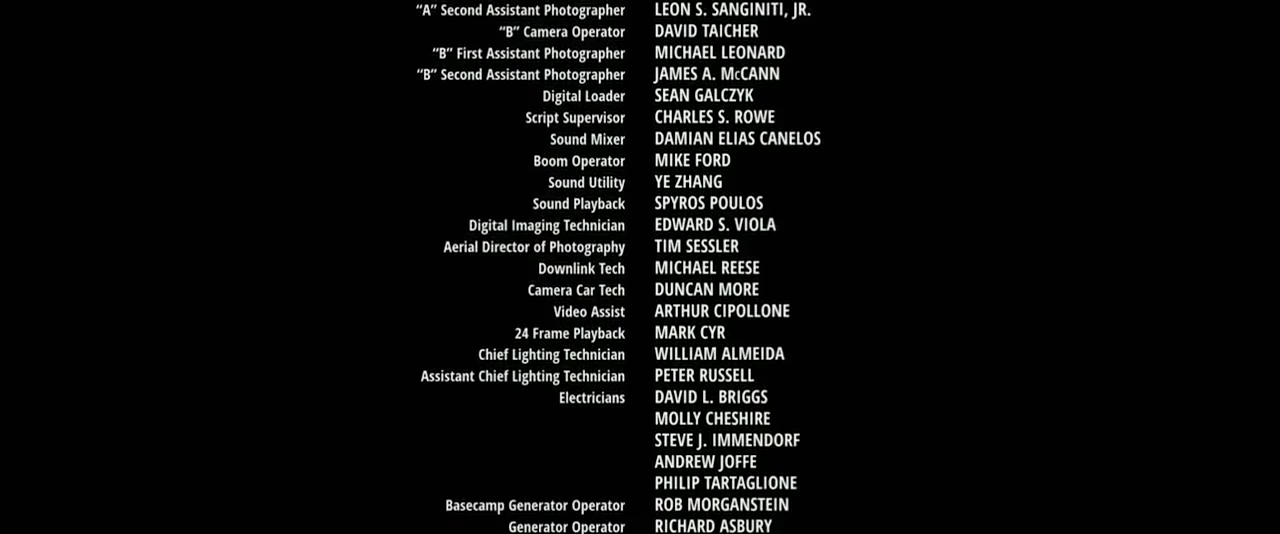 “A” Second Assistant Photographer LEON S. SANGINITI, JR.
“B” Camera Operator DAVID TAICHER
“B” First Assistant Photographer MICHAEL LEONARD
“B” Second Assistant Photographer JAMES A. McCANN
Digital Loader SEAN GALCZYK
Script Supervisor CHARLES S. ROWE
Sound Mixer DAMIAN ELIAS CANELOS
Boom Operator MIKE FORD
Sound Utility YE ZHANG
Sound Playback SPYROS POULOS
Digital Imaging Technician EDWARD S. VIOLA
Aerial Director of Photography TIM SESSLER
Downlink Tech MICHAEL REESE
Camera Car Tech DUNCAN MORE
Video Assist ARTHUR CIPOLLONE
24 Frame Playback MARK CYR
Chief Lighting Technician WILLIAM ALMEIDA
Assistant Chief Lighting Technician PETER RUSSELL
Electricians DAVID L. BRIGGS
MOLLY CHESHIRE
STEVE J. IMMENDORF
ANDREW JOFFE
PHILIP TARTAGLIONE
Basecamp Generator Operator ROB MORGANSTEIN
Generator Operator RICHARD ASBURY